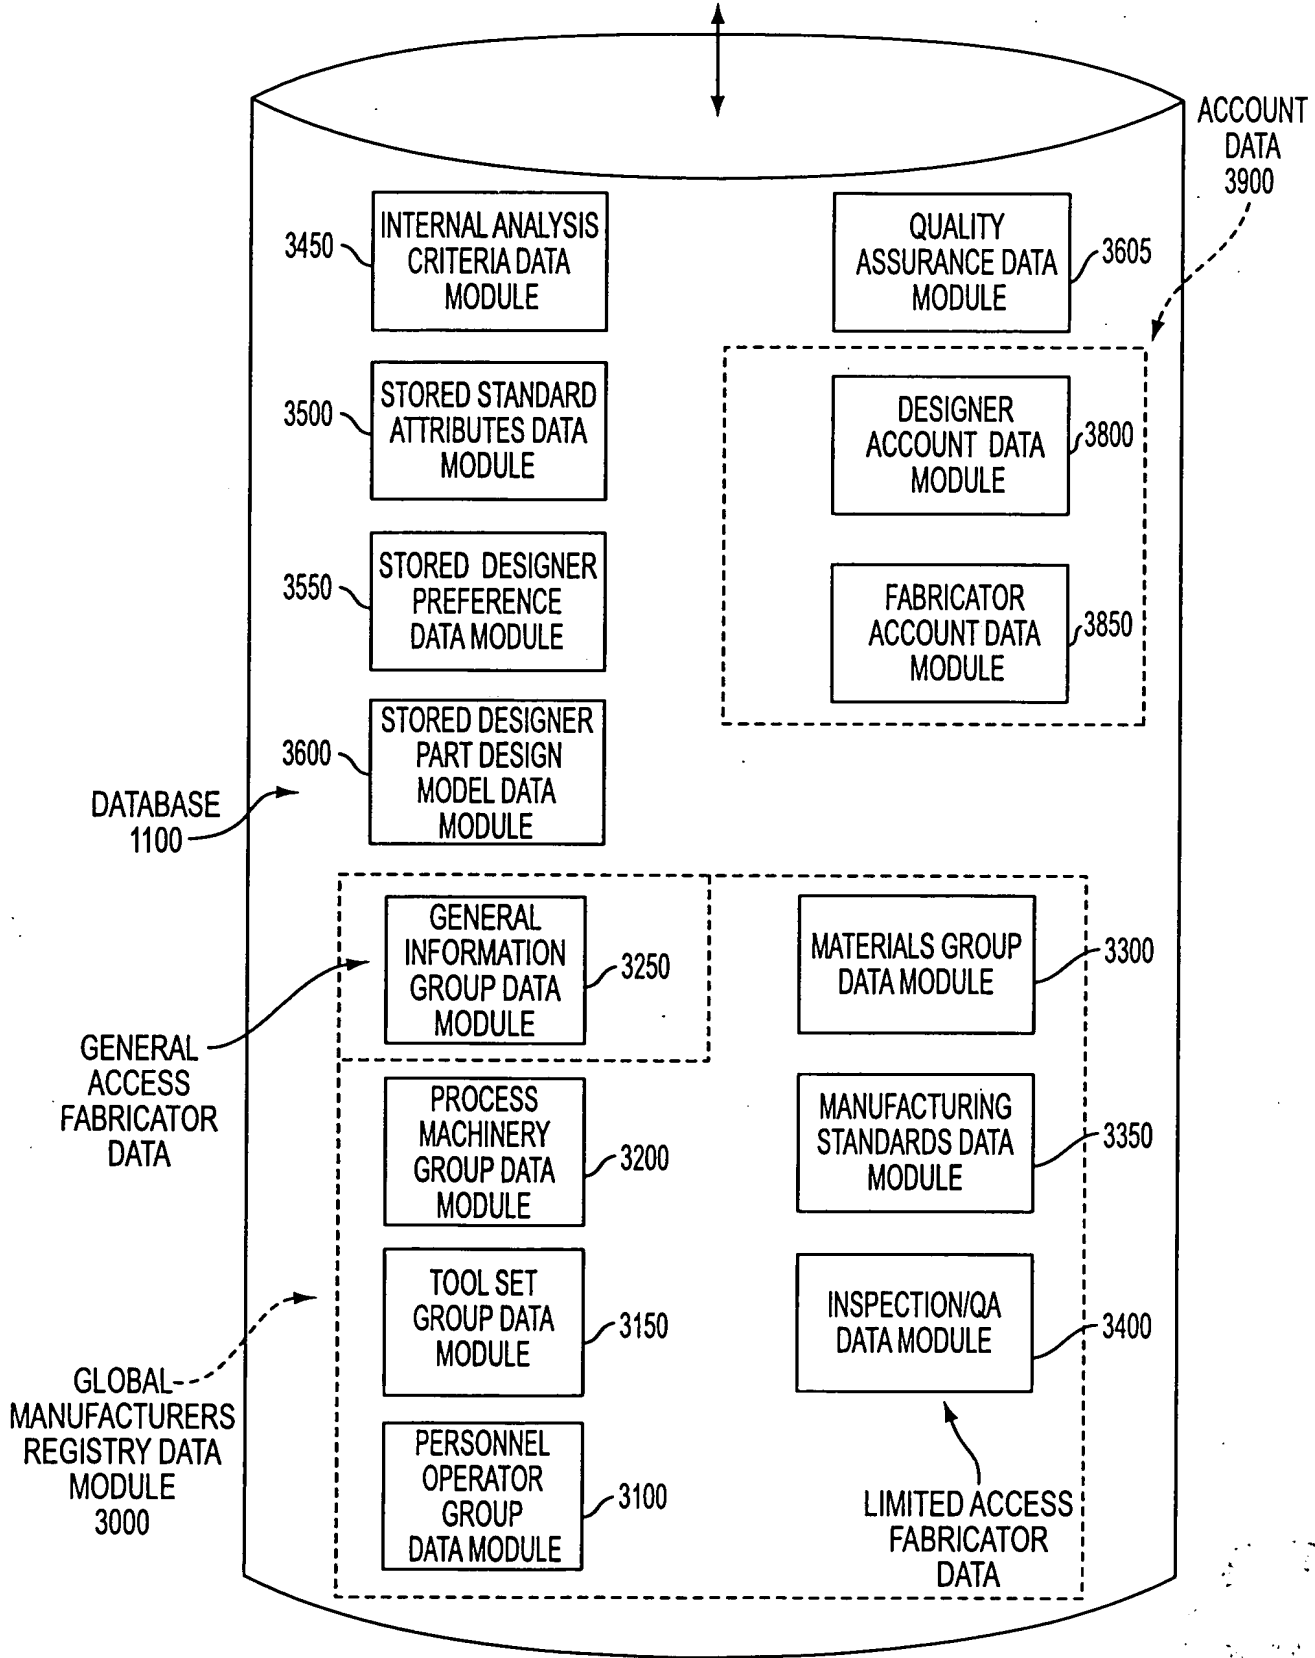 ACCOUNT
DATA
3900
3450
INTERNAL ANALYSIS
CRITERIA DATA
MODULE
QUALITY
ASSURANCE DATA
MODULE
3605
3500
STORED STANDARD
ATTRIBUTES DATA
MODULE
DESIGNER
ACCOUNT DATA
MODULE
3800
3550
STORED DESIGNER
PREFERENCE
DATA MODULE
FABRICATOR
ACCOUNT DATA
MODULE
3850
3600
STORED DESIGNER
PART DESIGN
MODEL DATA
MODULE
DATABASE
1100
GENERAL
INFORMATION
GROUP DATA
MODULE
3250
MATERIALS GROUP
DATA MODULE
3300
GENERAL
ACCESS
FABRICATOR
DATA
PROCESS
MACHINERY
GROUP DATA
MODULE
3200
MANUFACTURING
STANDARDS DATA
MODULE
3350
TOOL SET
GROUP DATA
MODULE
3150
INSPECTION/QA
DATA MODULE
3400
GLOBAL
MANUFACTURERS
REGISTRY DATA
MODULE
3000
PERSONNEL
OPERATOR
GROUP
DATA MODULE
3100
LIMITED ACCESS
FABRICATOR
DATA